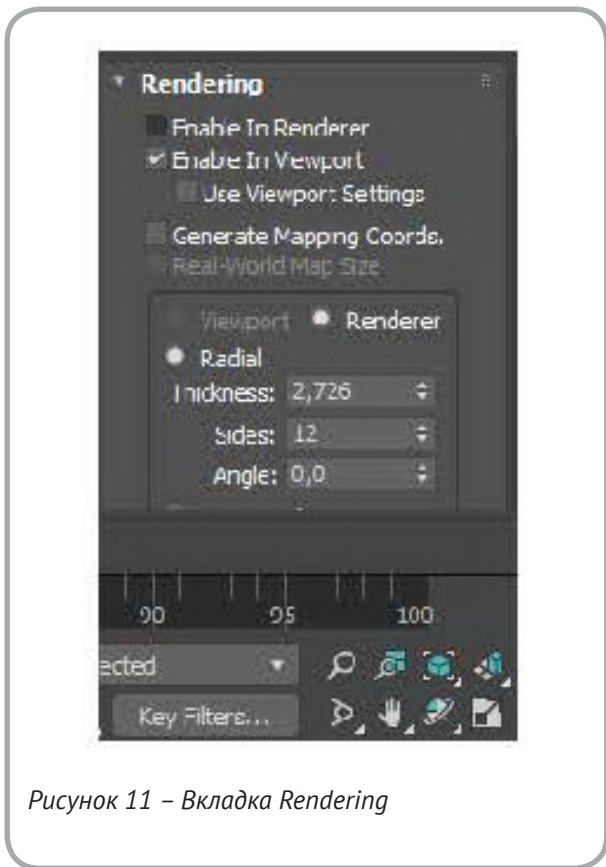 Rendering
Enable In Renderer
Enable In Viewport
Use Viewport Settings
Generate Mapping Coords.
Real-World Map Size
Viewport Renderer
Radial
Thickness: 2,726
Sides: 12
Angle: 0,0
90 95 100
ected
Key Filters...
Рисунок 11 – Вкладка Rendering